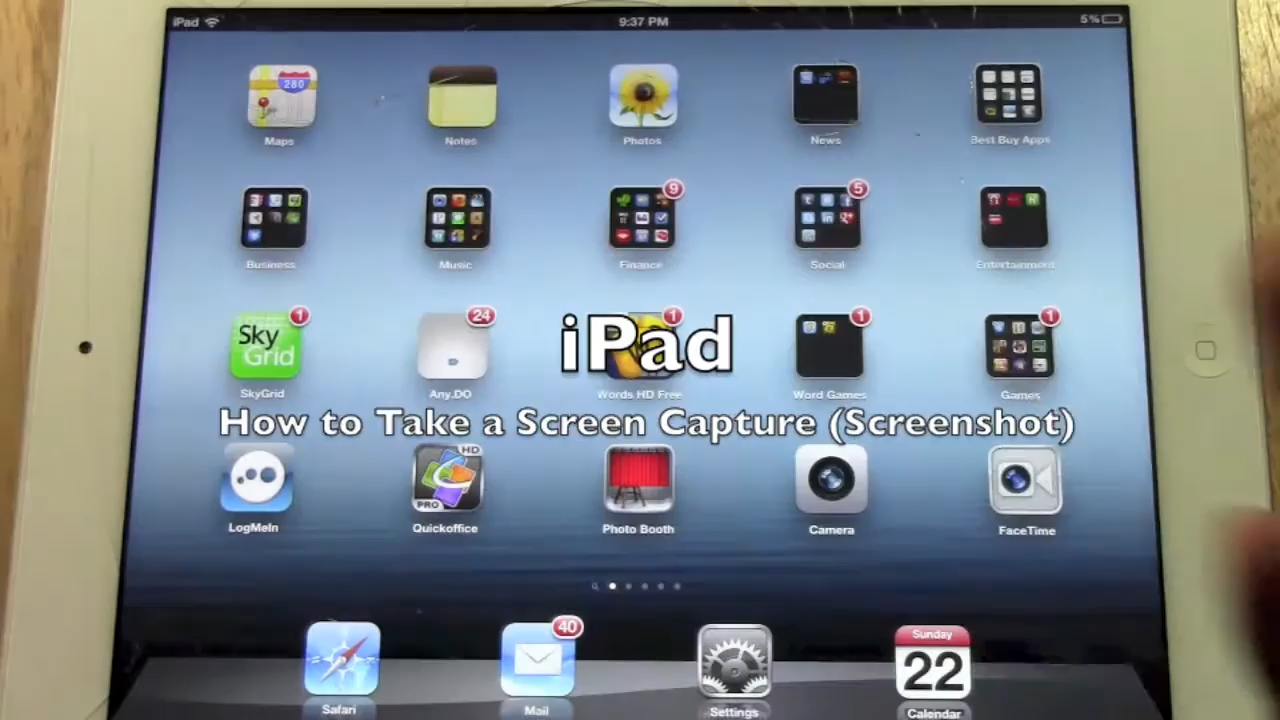 iPad 9:37 PM 5%
280
Maps Notes Photos News Best Buy Apps
9 5
Business Music Finance Social Entertainment
1 24 1 1 1
Sky
Grid
iPad
SkyGrid Any.DO Words HD Free Word Games Games
How to Take a Screen Capture (Screenshot)
HD
PRO
LogMeIn Quickoffice Photo Booth Camera FaceTime
40 Sunday
22
Safari Mail Settings Calendar